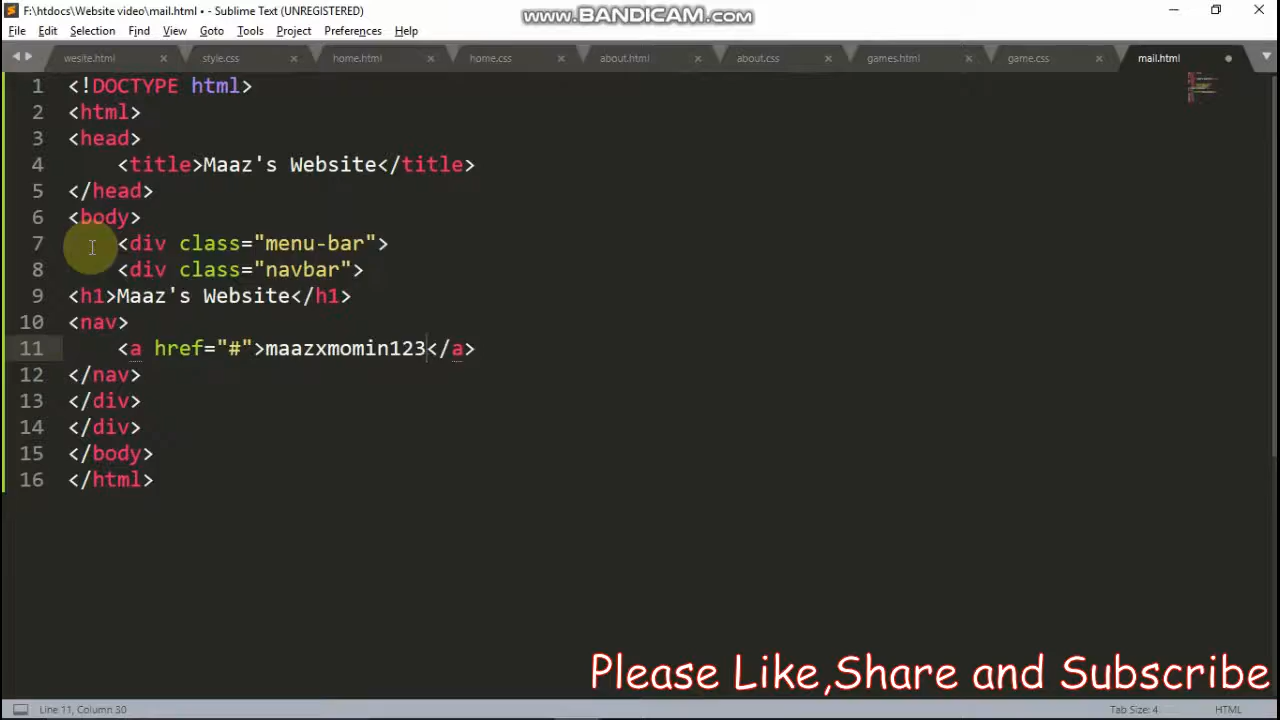 F:\htdocs\Website video\mail.html • - Sublime Text (UNREGISTERED)
www.BANDICAM.com
File Edit Selection Find View Goto Tools Project Preferences Help
wesite.html style.css home.html home.css about.html about.css games.html game.css mail.html
1 <!DOCTYPE html>
2 <html>
3 <head>
4 <title>Maaz's Website</title>
5 </head>
6 <body>
7 <div class="menu-bar">
8 <div class="navbar">
9 <h1>Maaz's Website</h1>
10 <nav>
11 <a href="#">maazxmomin123</a>
12 </nav>
13 </div>
14 </div>
15 </body>
16 </html>
Please Like,Share and Subscribe
Line 11, Column 30
Tab Size: 4
HTML